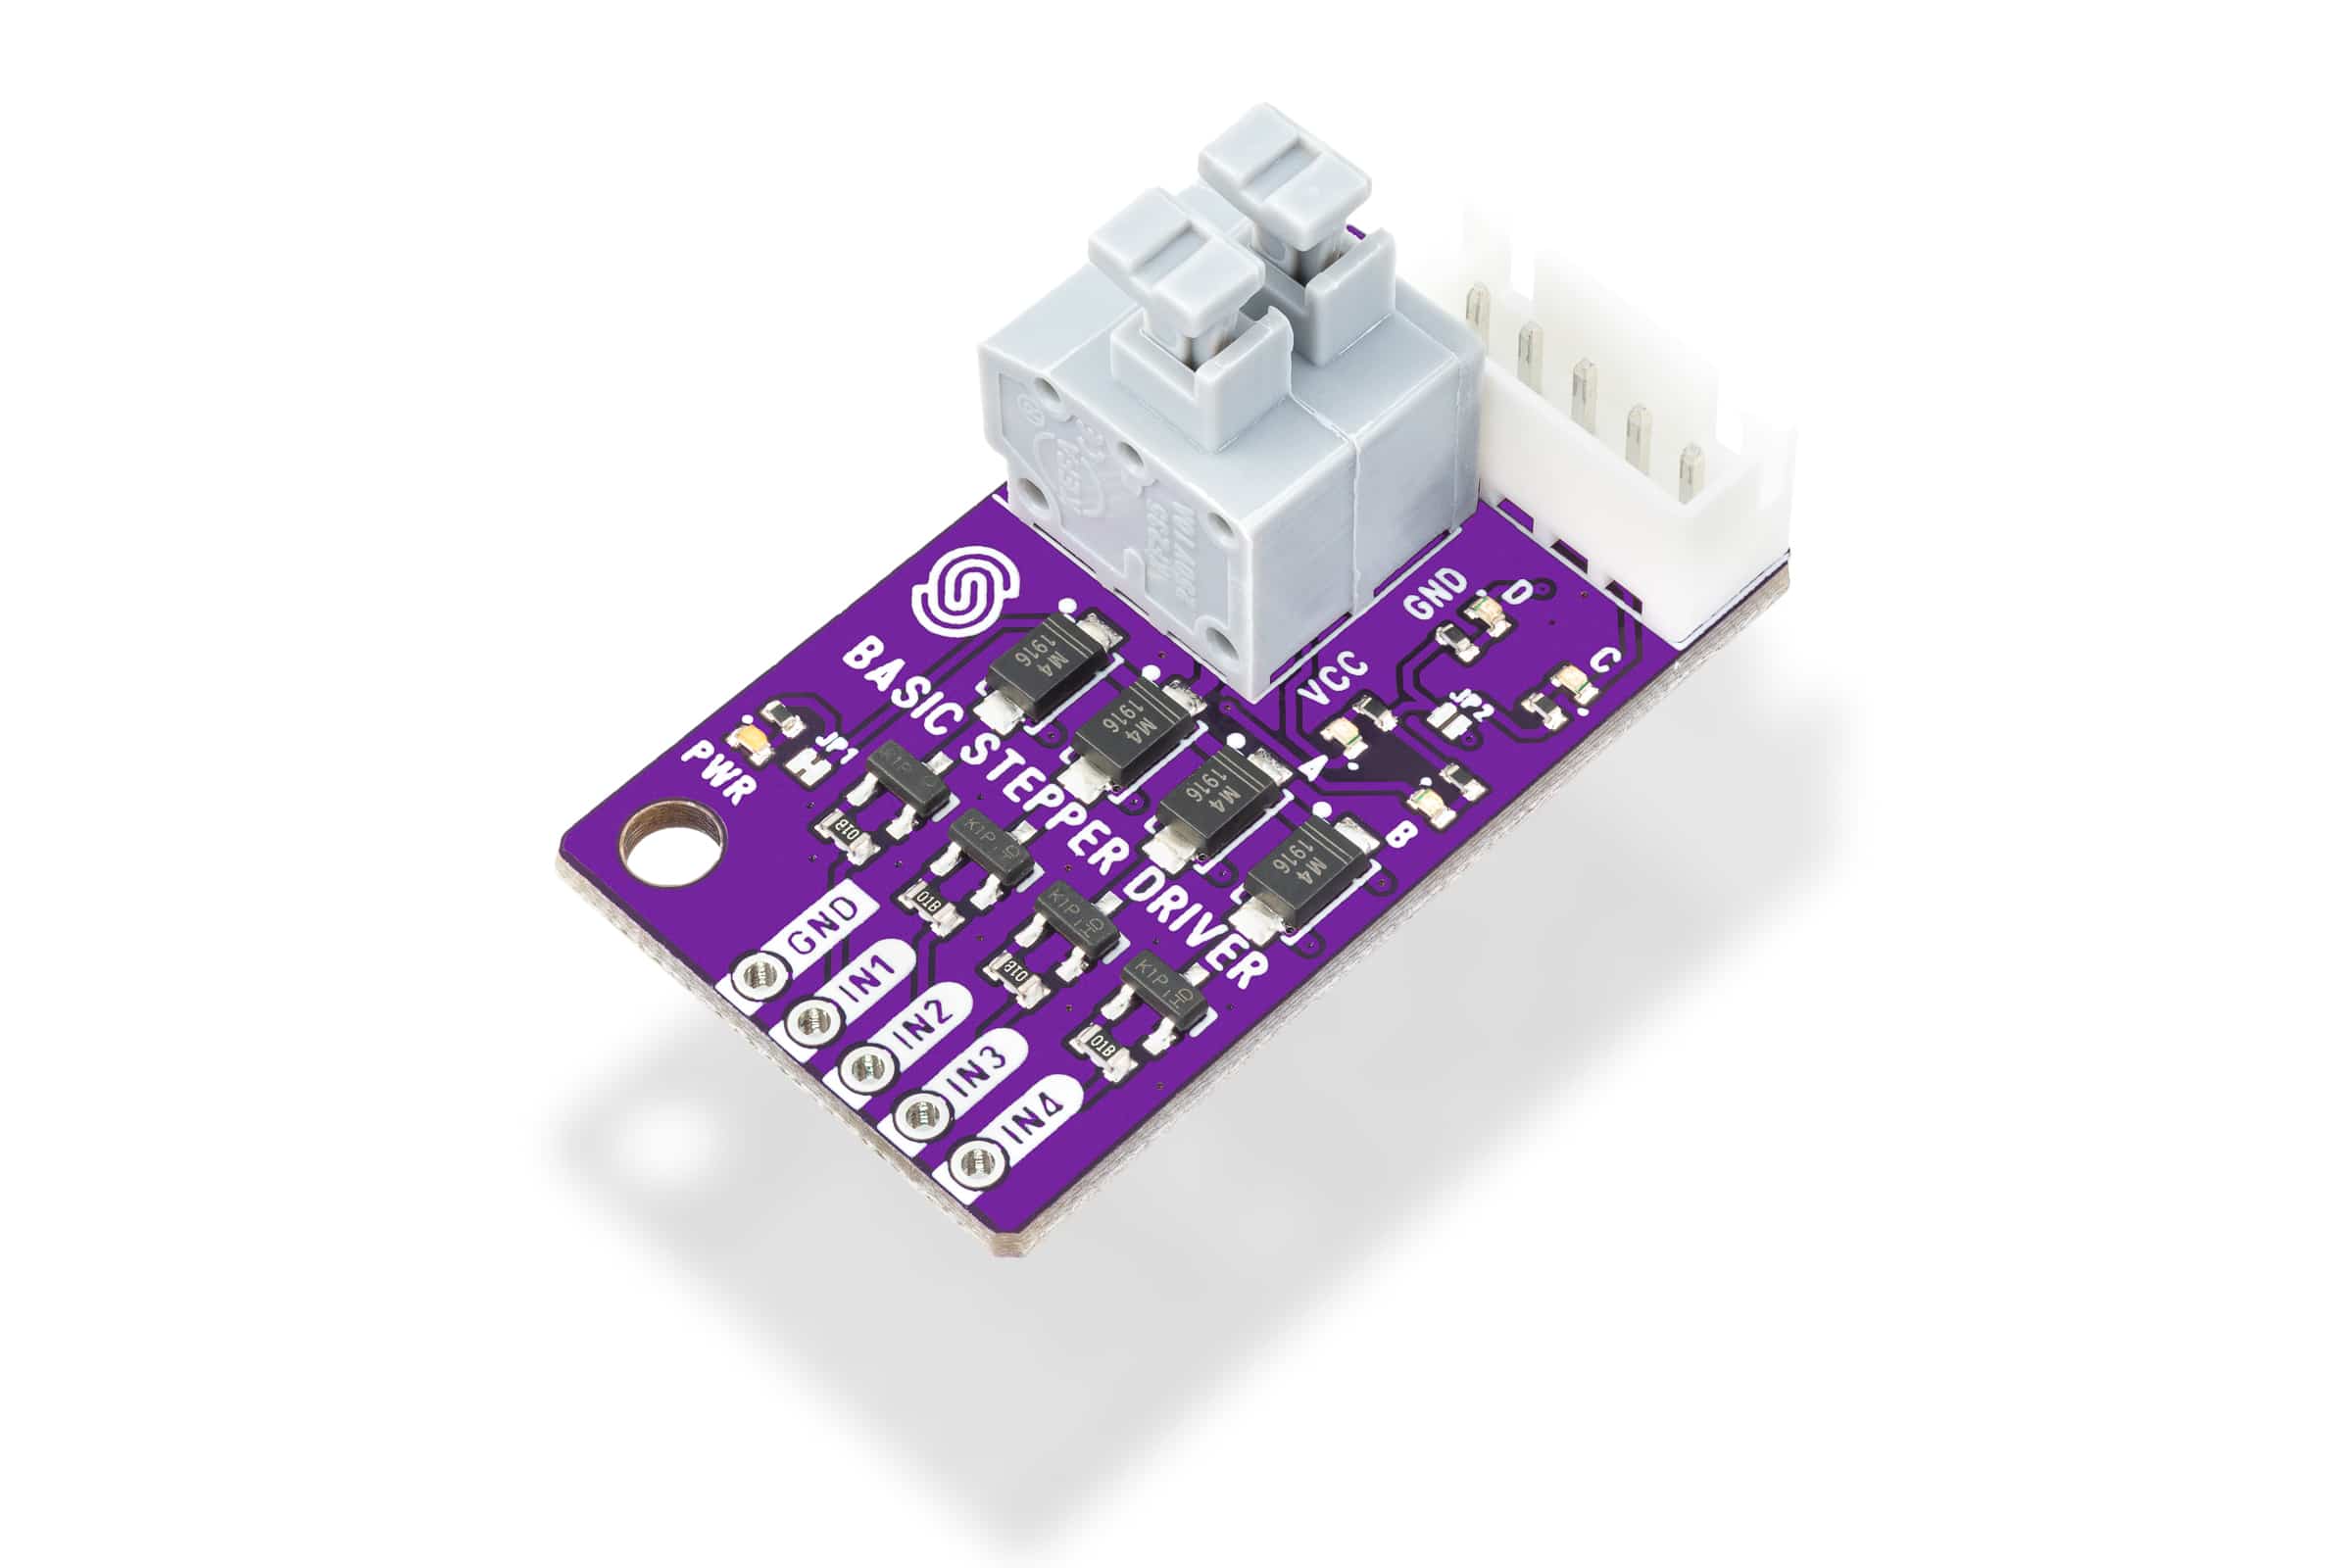 KEFA
GND
D
VCC
C
JP2
A
B
BASIC STEPPER DRIVER
M4
1916
M4
1916
M4
1916
M4
1916
PWR
JP1
K1P
K1P
K1P
K1P
01B
01B
01B
01B
GND
IN1
IN2
IN3
IN4